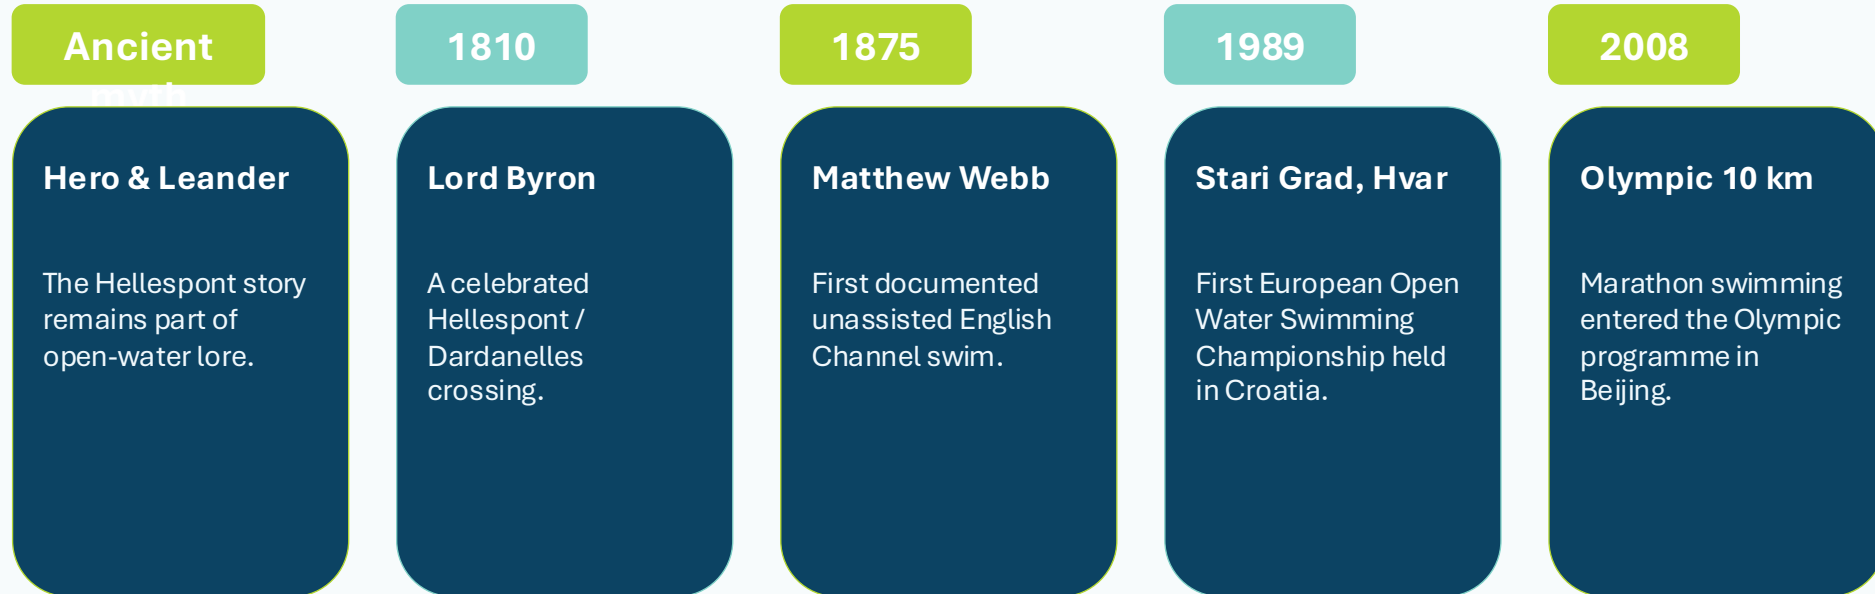 Ancient
myth
1810
1875
1989
2008
Hero & Leander
The Hellespont story
remains part of
open-water lore.
Lord Byron
A celebrated
Hellespont /
Dardanelles
crossing.
Matthew Webb
First documented
unassisted English
Channel swim.
Stari Grad, Hvar
First European Open
Water Swimming
Championship held
in Croatia.
Olympic 10 km
Marathon swimming
entered the Olympic
programme in
Beijing.